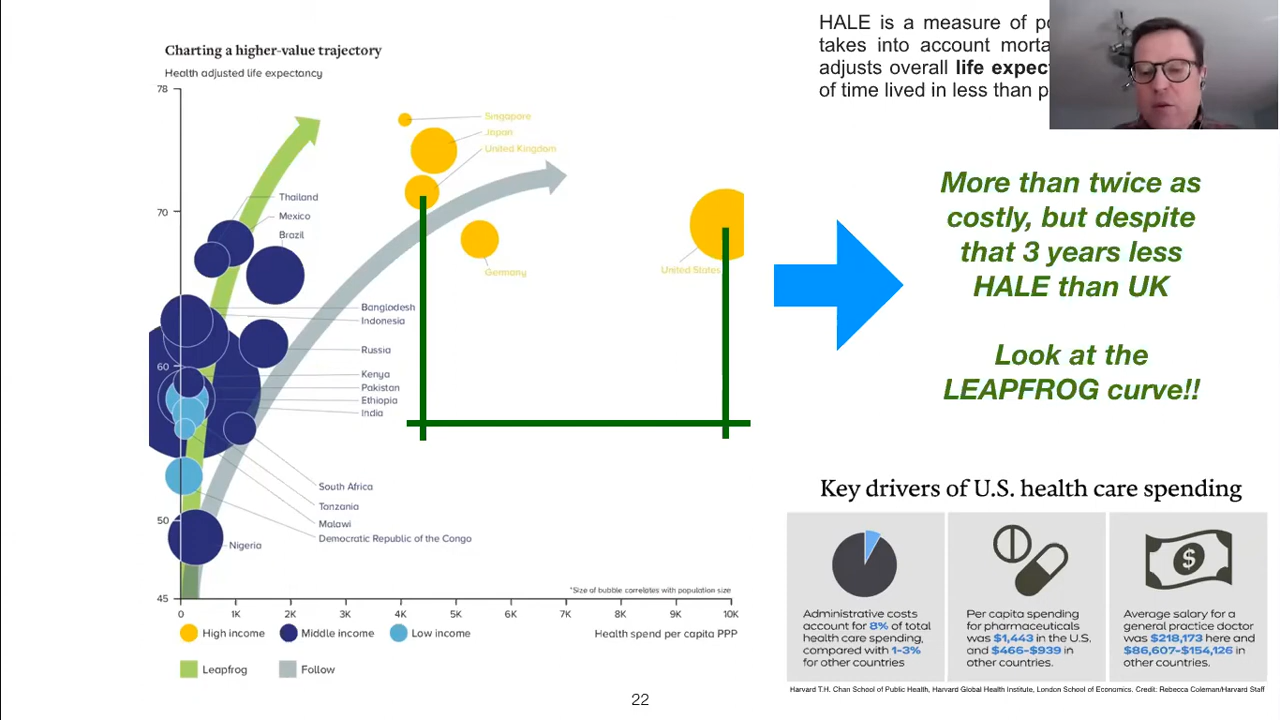 Charting a higher-value trajectory
Health adjusted life expectancy
78
70
60
50
45
Singapore
Japan
United Kingdom
Germany
United States
Thailand
Mexico
Brazil
Bangledesh
Indonesia
Russia
Kenya
Pakistan
Ethiopia
India
South Africa
Tanzania
Malawi
Democratic Republic of the Congo
Nigeria
*Size of bubble correlates with population size
0 1K 2K 3K 4K 5K 6K 7K 8K 9K 10K
Health spend per capita PPP
High income Middle income Low income
Leapfrog Follow
HALE is a measure of
takes into account
adjusts overall life
of time lived in less than
More than twice as
costly, but despite
that 3 years less
HALE than UK
Look at the
LEAPFROG curve!!
Key drivers of U.S. health care spending
Administrative costs
account for 8% of total
health care spending,
compared with 1-3%
for other countries
Per capita spending
for pharmaceuticals
was $1,443 in the U.S.
and $466-$939 in
other countries.
Average salary for a
general practice doctor
was $218,173 here and
$86,607-$154,126 in
other countries.
Harvard T.H. Chan School of Public Health, Harvard Global Health Institute, London School of Economics. Credit: Rebecca Coleman/Harvard Staff
22